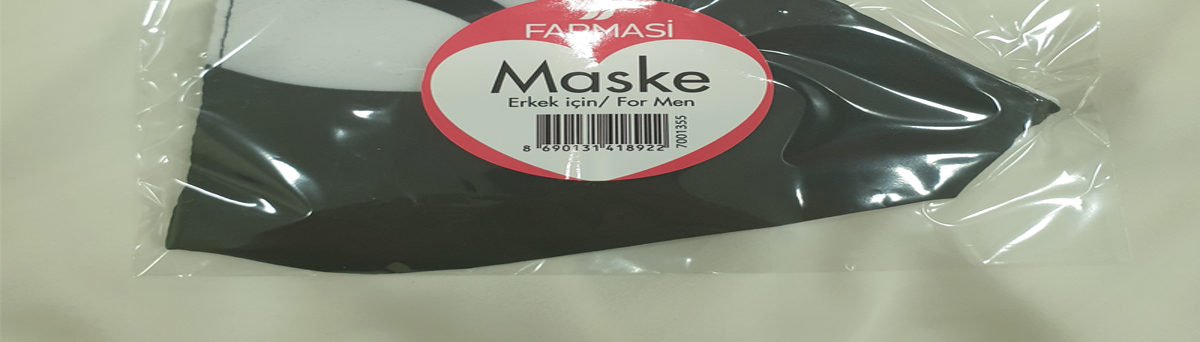 FARMASİ
Maske
Erkek için/ For Men
8 690131 418922
7001355